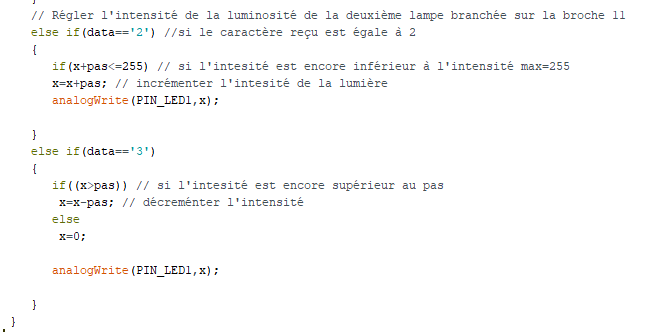 }
// Régler l'intensité de la luminosité de la deuxième lampe branchée sur la broche 11
else if(data=='2') //si le caractère reçu est égale à 2
{
if(x+pas<=255) // si l'intesité est encore inférieur à l'intensité max=255
x=x+pas; // incrémenter l'intesité de la lumière
analogWrite(PIN_LED1,x);
}
else if(data=='3')
{
if((x>pas)) // si l'intesité est encore supérieur au pas
x=x-pas; // décreménter l'intensité
else
x=0;
analogWrite(PIN_LED1,x);
}
}